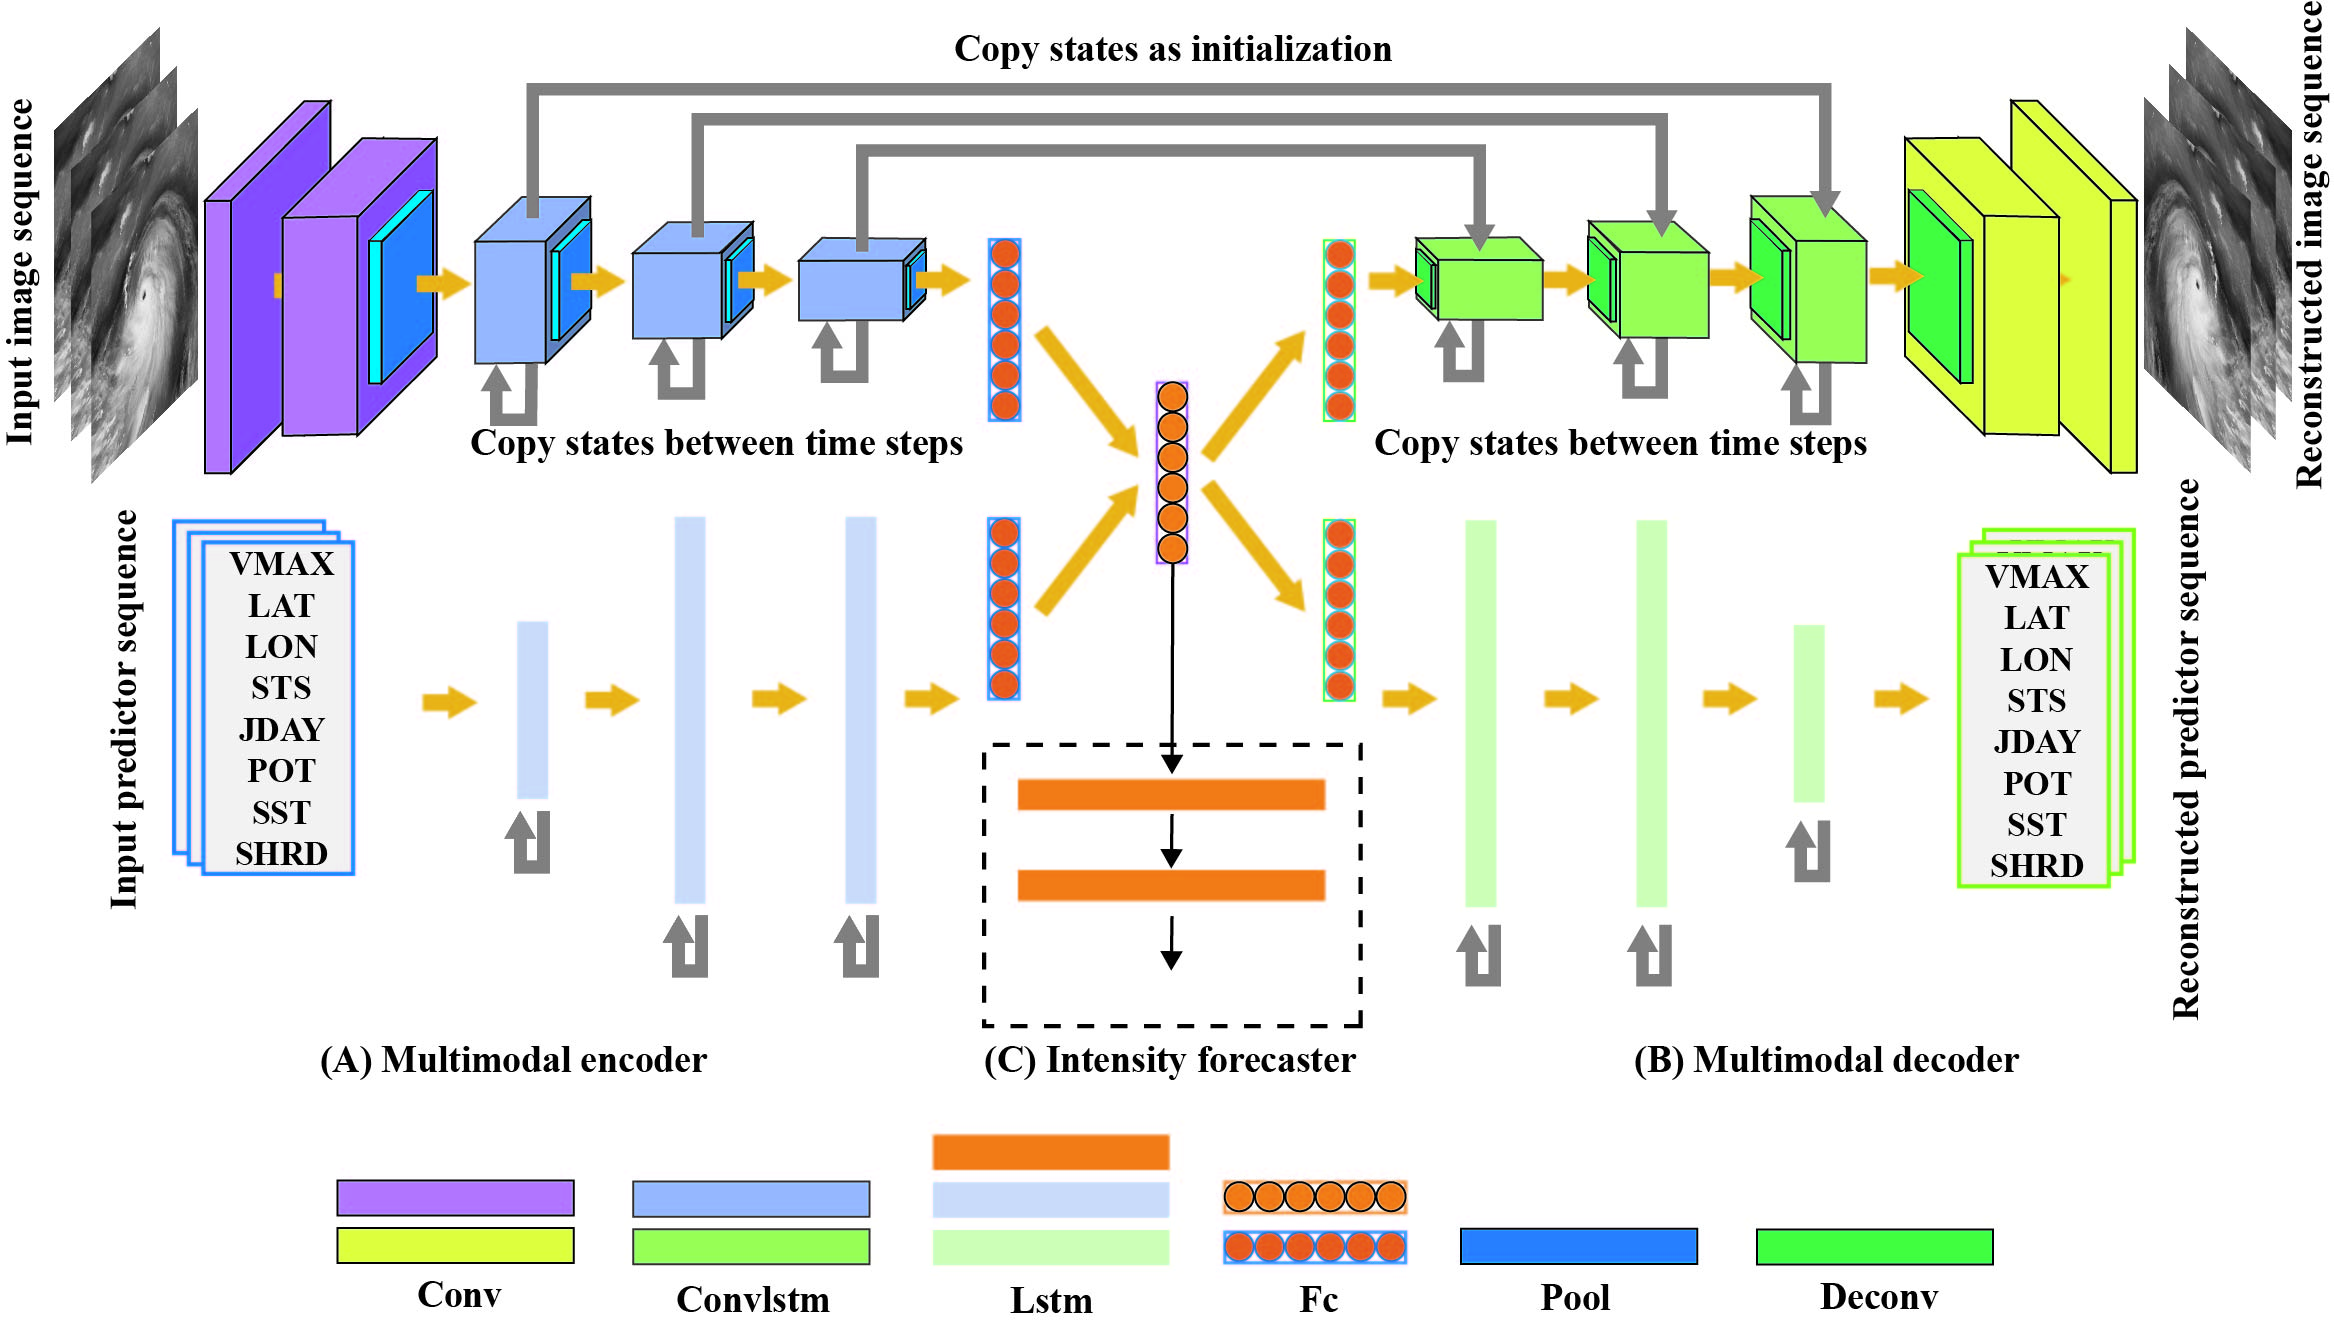 Copy states as initialization
Input image sequence
Reconstructed image sequence
Copy states between time steps
Copy states between time steps
Input predictor sequence
VMAX
LAT
LON
STS
JDAY
POT
SST
SHRD
VMAX
LAT
LON
STS
JDAY
POT
SST
SHRD
Reconstructed predictor sequence
(A) Multimodal encoder
(C) Intensity forecaster
(B) Multimodal decoder
Conv
Convlstm
Lstm
Fc
Pool
Deconv